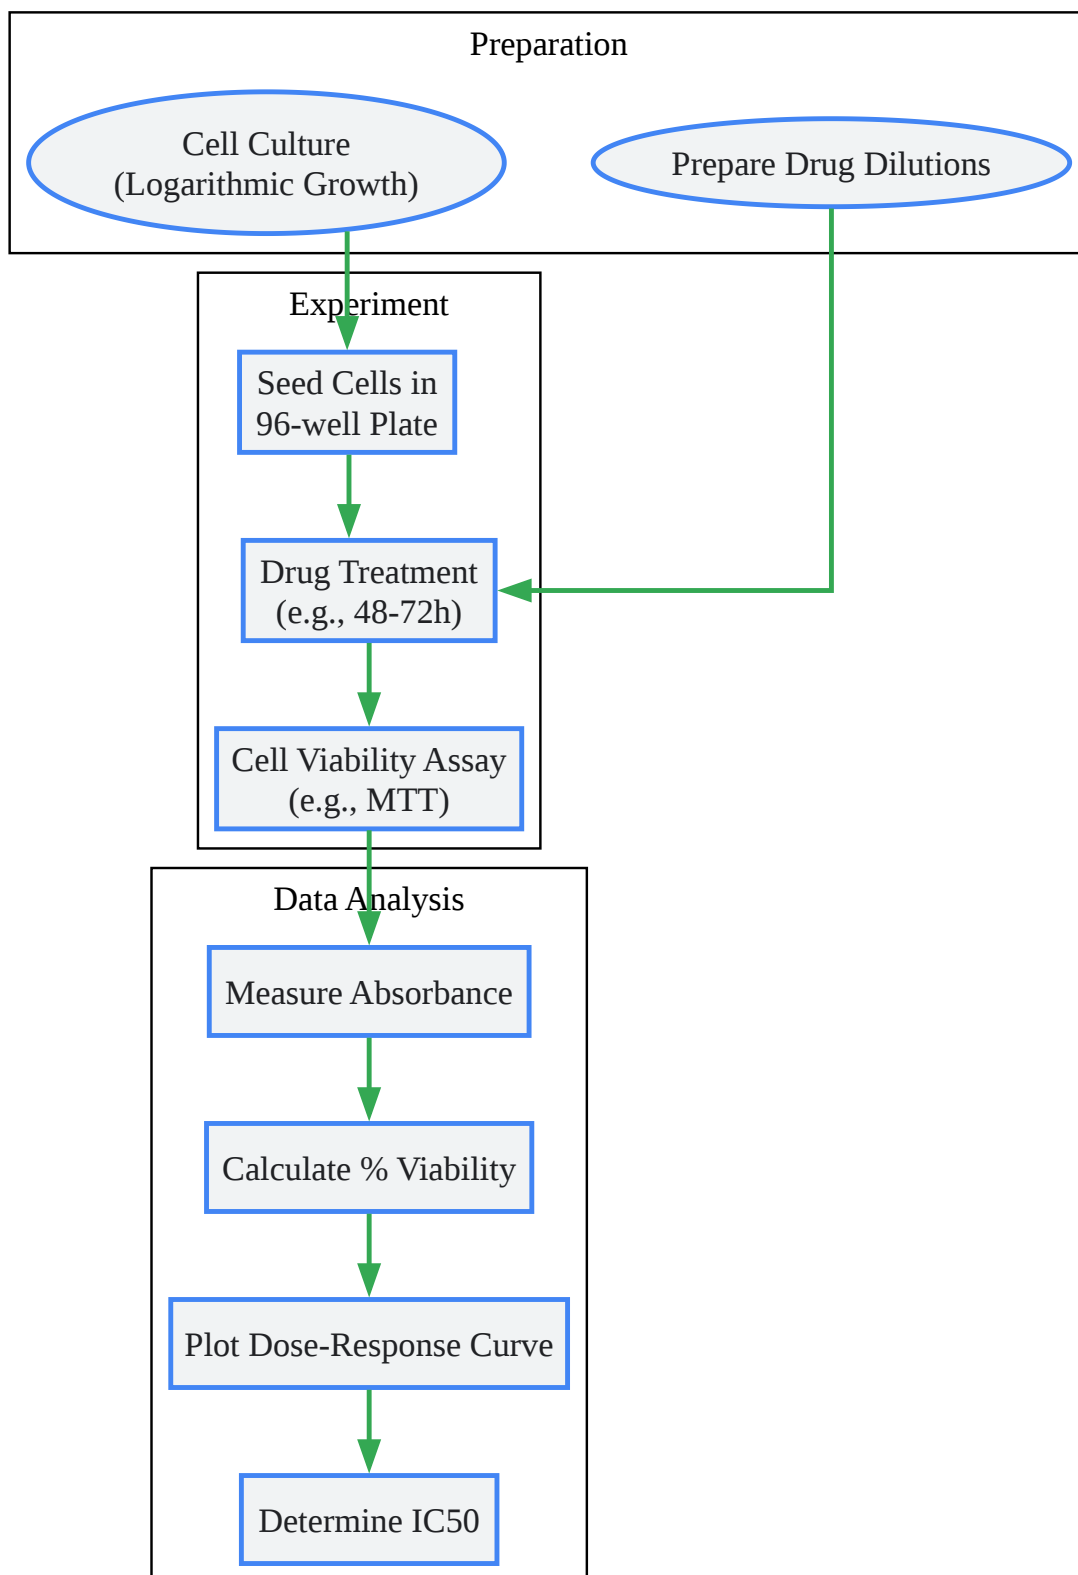 Preparation
Cell Culture
(Logarithmic Growth)
Prepare Drug Dilutions
Experiment
Seed Cells in
96-well Plate
Drug Treatment
(e.g., 48-72h)
Cell Viability Assay
(e.g., MTT)
Data Analysis
Measure Absorbance
Calculate % Viability
Plot Dose-Response Curve
Determine IC50